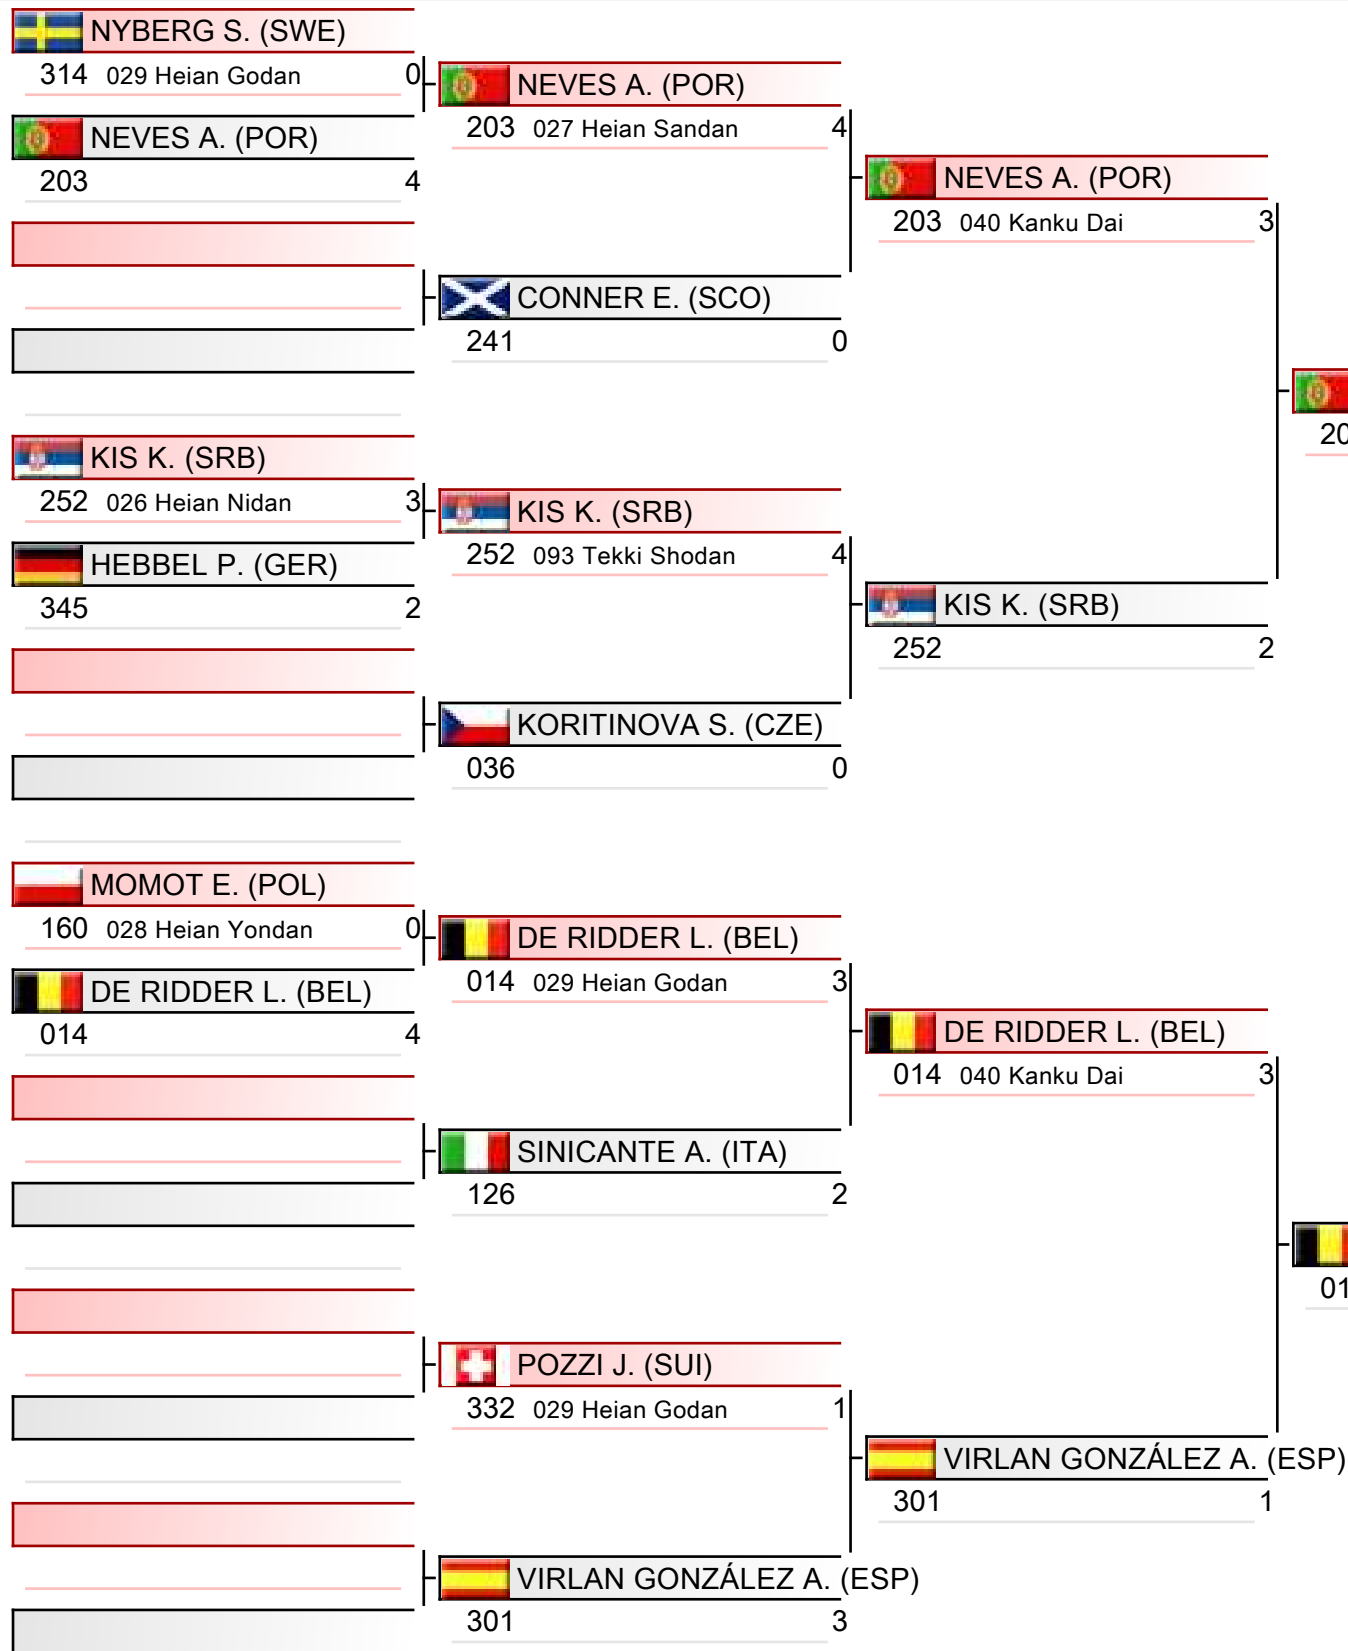 NYBERG S. (SWE)
314 029 Heian Godan 0
NEVES A. (POR)
203 4
KIS K. (SRB)
252 026 Heian Nidan 3
HEBBEL P. (GER)
345 2
MOMOT E. (POL)
160 028 Heian Yondan 0
DE RIDDER L. (BEL)
014 4
NEVES A. (POR)
203 027 Heian Sandan 4
CONNER E. (SCO)
241 0
KIS K. (SRB)
252 093 Tekki Shodan 4
KORITINOVA S. (CZE)
036 0
DE RIDDER L. (BEL)
014 029 Heian Godan 3
SINICANTE A. (ITA)
126 2
POZZI J. (SUI)
332 029 Heian Godan 1
VIRLAN GONZÁLEZ A. (ESP)
301 3
NEVES A. (POR)
203 040 Kanku Dai 3
KIS K. (SRB)
252 2
DE RIDDER L. (BEL)
014 040 Kanku Dai 3
VIRLAN GONZÁLEZ A. (ESP)
301 1
20
01